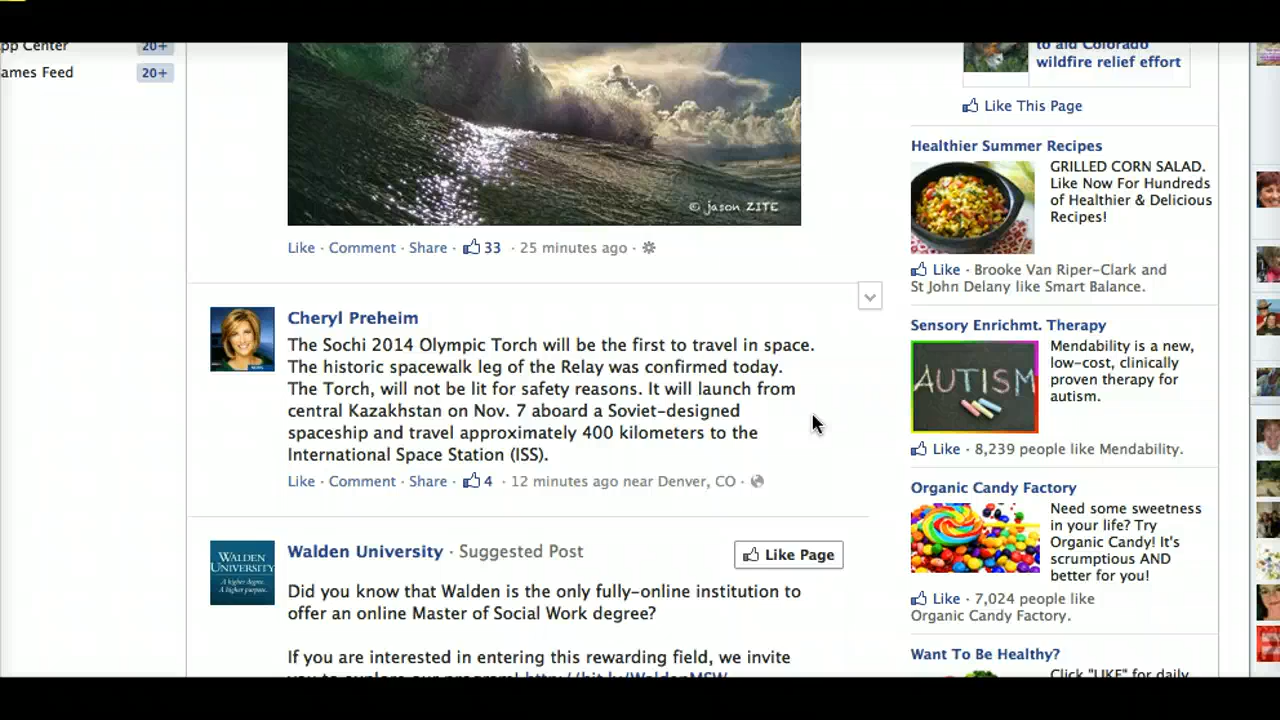 pp Center
20+
ames Feed
20+
© jason ZITE
Like · Comment · Share · 33 · 25 minutes ago ·
Cheryl Preheim
The Sochi 2014 Olympic Torch will be the first to travel in space.
The historic spacewalk leg of the Relay was confirmed today.
The Torch, will not be lit for safety reasons. It will launch from
central Kazakhstan on Nov. 7 aboard a Soviet-designed
spaceship and travel approximately 400 kilometers to the
International Space Station (ISS).
Like · Comment · Share · 4 · 12 minutes ago near Denver, CO ·
WALDEN
UNIVERSITY
A higher degree.
A higher purpose.
Walden University · Suggested Post
Like Page
Did you know that Walden is the only fully-online institution to
offer an online Master of Social Work degree?
If you are interested in entering this rewarding field, we invite
you to explore our program! http://bit.ly/WaldenMSW
to aid Colorado
wildfire relief effort
Like This Page
Healthier Summer Recipes
GRILLED CORN SALAD.
Like Now For Hundreds
of Healthier & Delicious
Recipes!
Like · Brooke Van Riper-Clark and
St John Delany like Smart Balance.
Sensory Enrichmt. Therapy
AUTISM
Mendability is a new,
low-cost, clinically
proven therapy for
autism.
Like · 8,239 people like Mendability.
Organic Candy Factory
Need some sweetness
in your life? Try
Organic Candy! It's
scrumptious AND
better for you!
Like · 7,024 people like
Organic Candy Factory.
Want To Be Healthy?
Click "LIKE" for daily